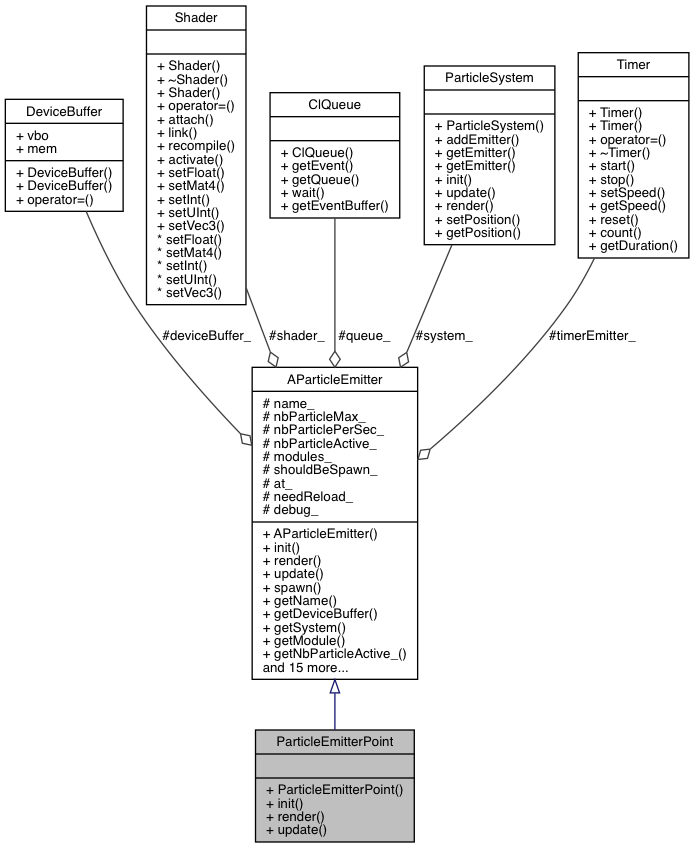 DeviceBuffer
+ vbo
+ mem
+ DeviceBuffer()
+ DeviceBuffer()
+ operator=()
Shader
+ Shader()
+ ~Shader()
+ Shader()
+ operator=()
+ attach()
+ link()
+ recompile()
+ activate()
+ setFloat()
+ setMat4()
+ setInt()
+ setUInt()
+ setVec3()
* setFloat()
* setMat4()
* setInt()
* setUInt()
* setVec3()
ClQueue
+ ClQueue()
+ getEvent()
+ getQueue()
+ wait()
+ getEventBuffer()
ParticleSystem
+ ParticleSystem()
+ addEmitter()
+ getEmitter()
+ getEmitter()
+ init()
+ update()
+ render()
+ setPosition()
+ getPosition()
Timer
+ Timer()
+ Timer()
+ operator=()
+ ~Timer()
+ start()
+ stop()
+ setSpeed()
+ getSpeed()
+ reset()
+ count()
+ getDuration()
#deviceBuffer_
#shader_
#queue_
#system_
#timerEmitter_
AParticleEmitter
# name_
# nbParticleMax_
# nbParticlePerSec_
# nbParticleActive_
# modules_
# shouldBeSpawn_
# at_
# needReload_
# debug_
+ AParticleEmitter()
+ init()
+ render()
+ update()
+ spawn()
+ getName()
+ getDeviceBuffer()
+ getSystem()
+ getModule()
+ getNbParticleActive_()
and 15 more...
ParticleEmitterPoint
+ ParticleEmitterPoint()
+ init()
+ render()
+ update()